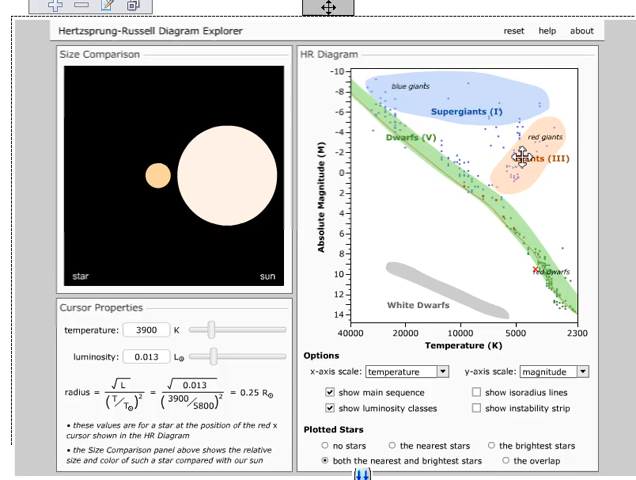 Hertzsprung-Russell Diagram Explorer
reset help about
Size Comparison
star sun
Cursor Properties
temperature: 3900 K
luminosity: 0.013 L⊙
radius = √L / (T/T⊙)² = √0.013 / (3900/5800)² = 0.25 R⊙
• these values are for a star at the position of the red x
cursor shown in the HR Diagram
• the Size Comparison panel above shows the relative
size and color of such a star compared with our sun
HR Diagram
Absolute Magnitude (M)
-10
-8
-6
-4
-2
0
2
4
6
8
10
12
14
blue giants
Supergiants (I)
Dwarfs (V)
red giants
(III)
red dwarfs
White Dwarfs
40000 20000 10000 5000 2300
Temperature (K)
Options
x-axis scale: temperature y-axis scale: magnitude
show main sequence show isoradius lines
show luminosity classes show instability strip
Plotted Stars
no stars the nearest stars the brightest stars
both the nearest and brightest stars the overlap